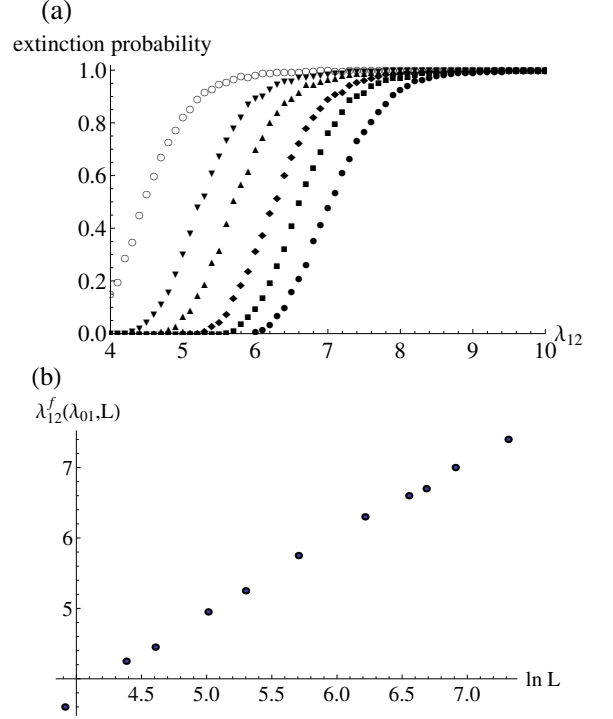 (a)
extinction probability
1.0
0.8
0.6
0.4
0.2
0.0
4 5 6 7 8 9 10
λ12
(b)
λ^f_12(λ01,L)
7
6
5
4.5 5.0 5.5 6.0 6.5 7.0
ln L